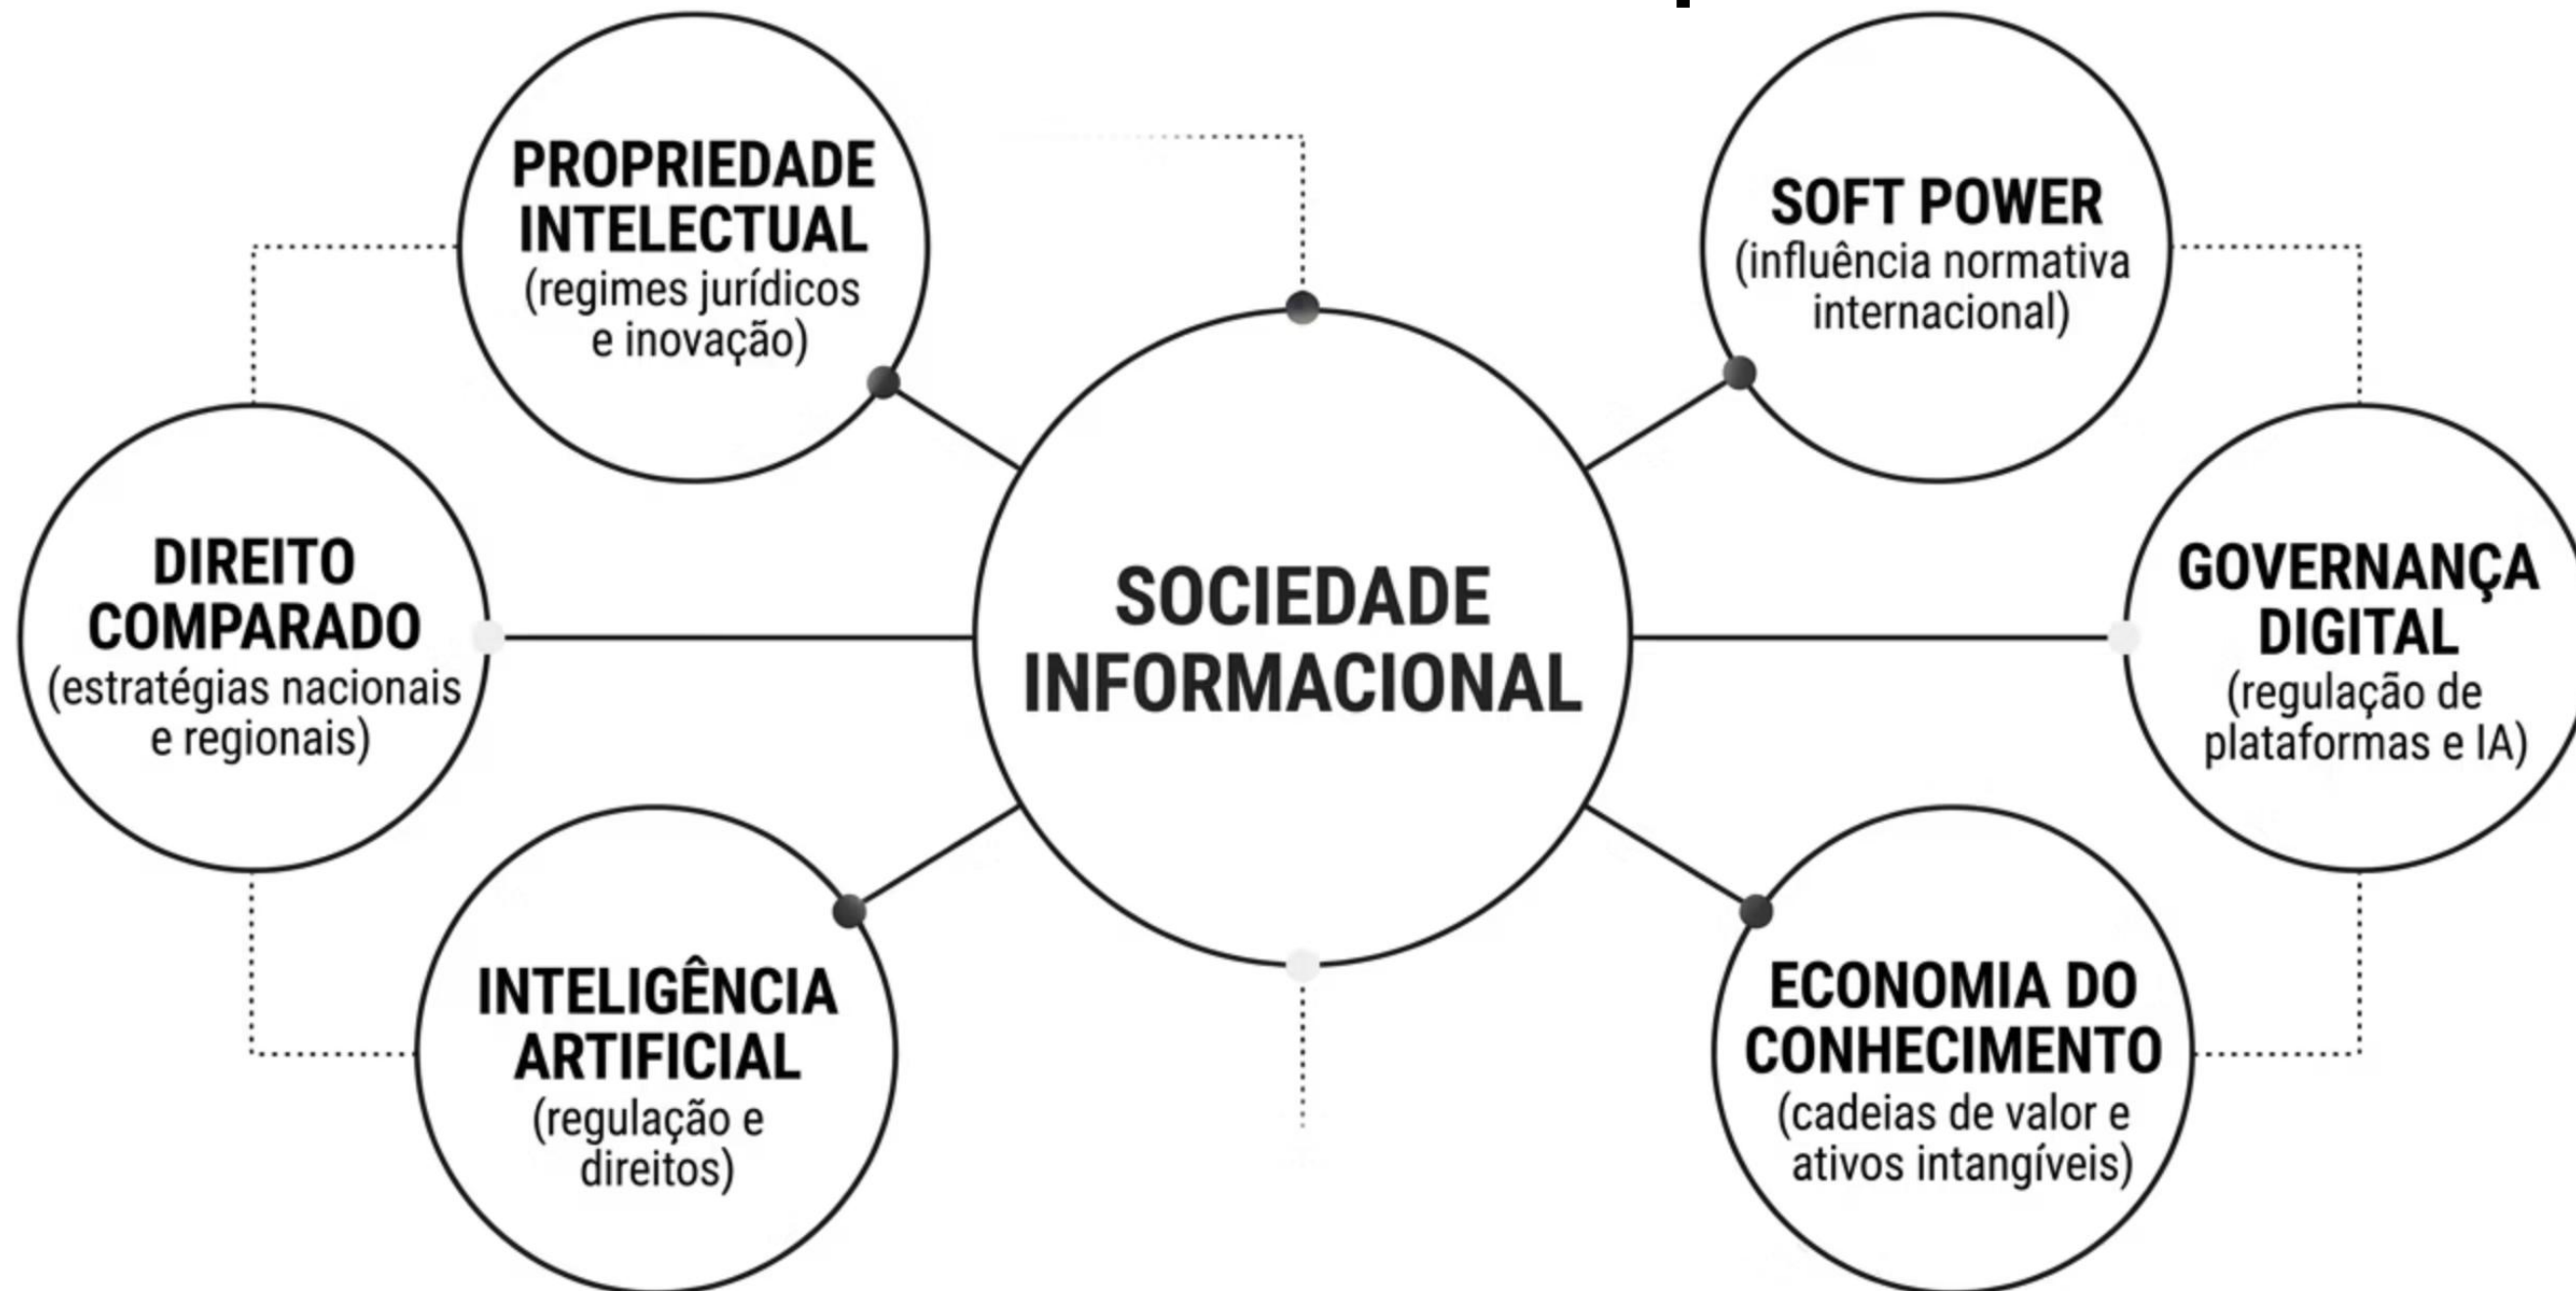 PROPRIEDADE
INTELECTUAL
(regimes jurídicos
e inovação)
SOFT POWER
(influência normativa
internacional)
DIREITO
COMPARADO
(estratégias nacionais
e regionais)
SOCIEDADE
INFORMACIONAL
GOVERNANÇA
DIGITAL
(regulação de
plataformas e IA)
INTELIGÊNCIA
ARTIFICIAL
(regulação e
direitos)
ECONOMIA DO
CONHECIMENTO
(cadeias de valor e
ativos intangíveis)